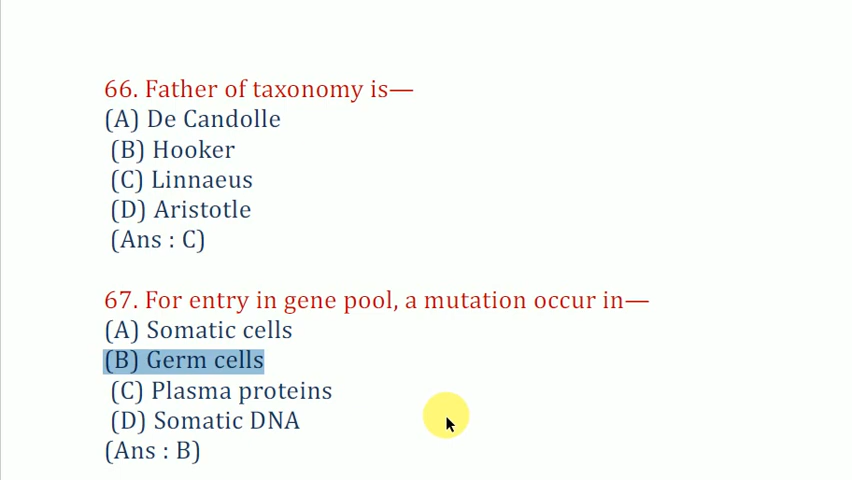 66. Father of taxonomy is—
(A) De Candolle
(B) Hooker
(C) Linnaeus
(D) Aristotle
(Ans : C)
67. For entry in gene pool, a mutation occur in—
(A) Somatic cells
(B) Germ cells
(C) Plasma proteins
(D) Somatic DNA
(Ans : B)